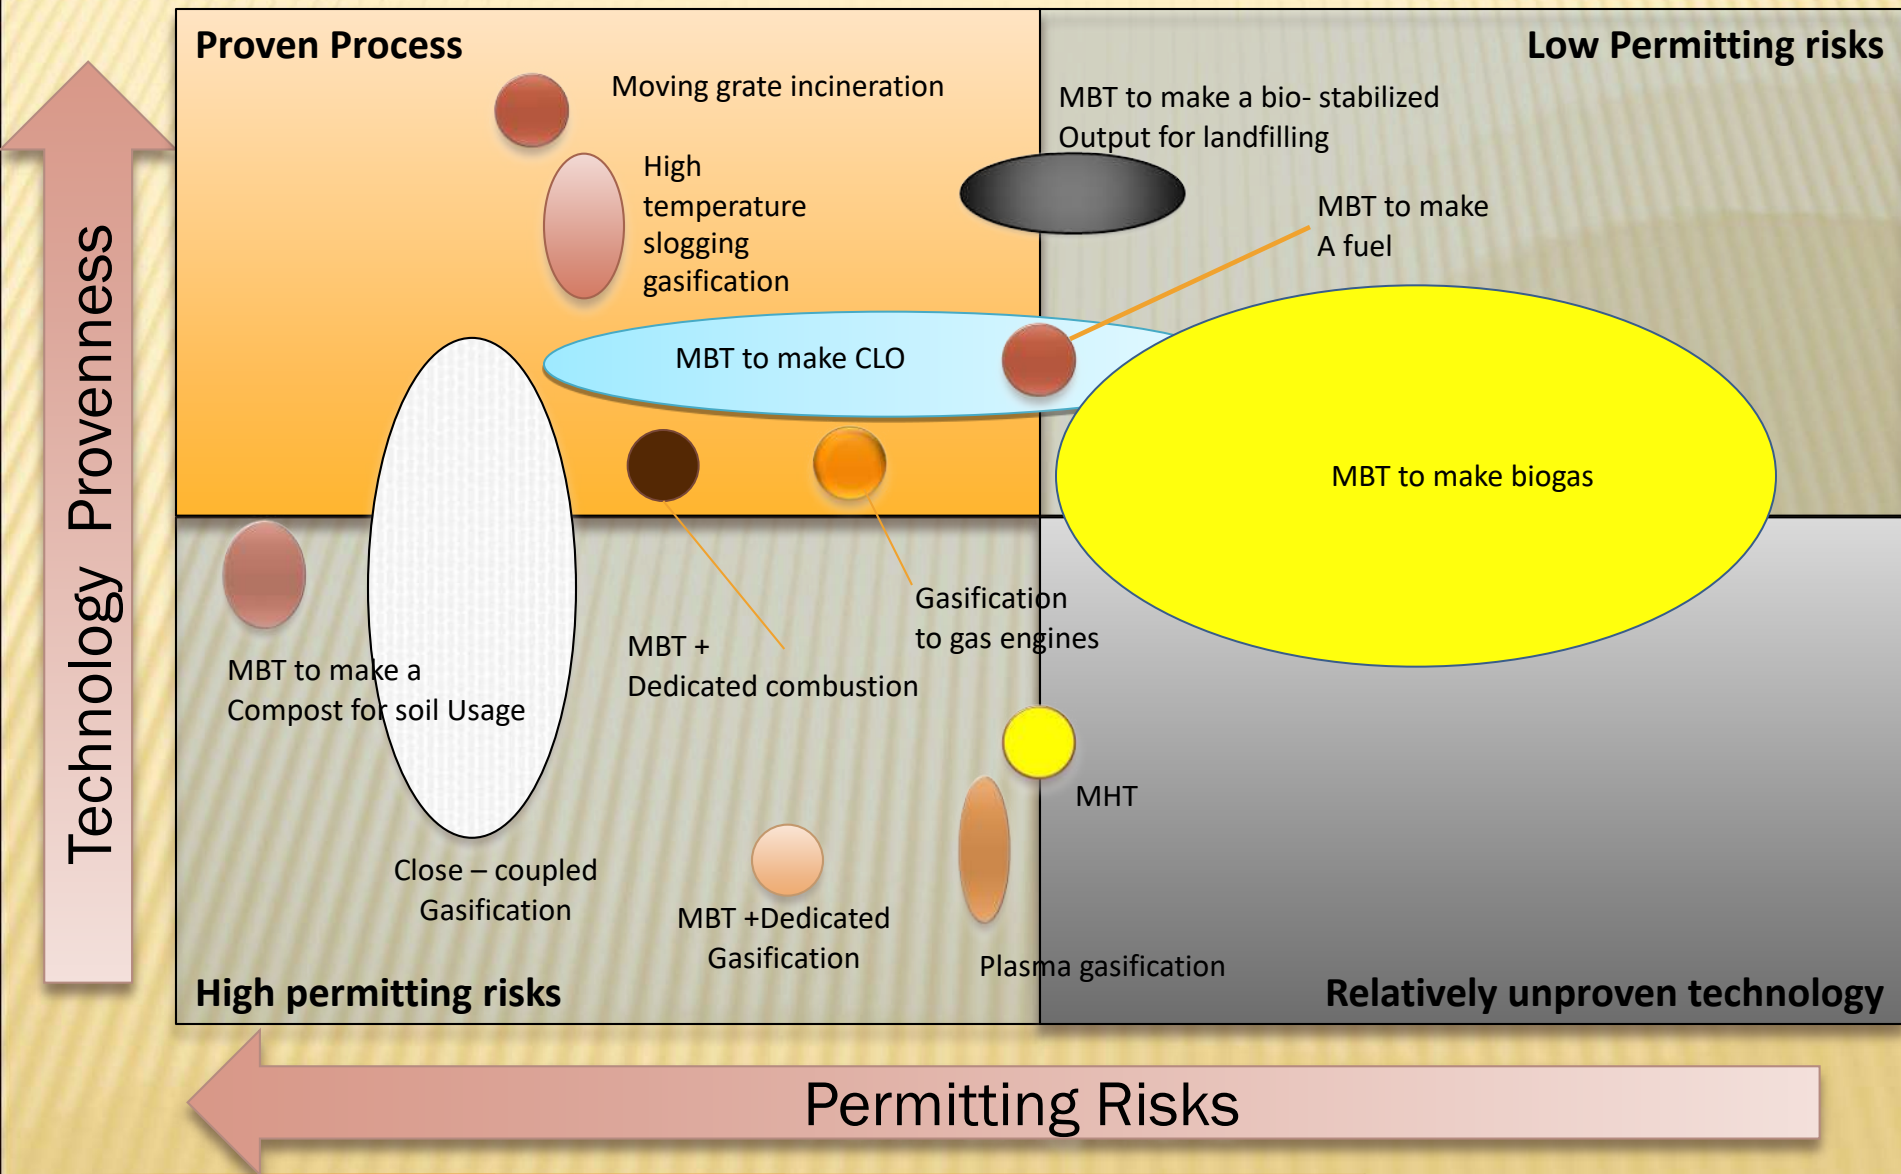 Proven Process
Low Permitting risks
Moving grate incineration
MBT to make a bio- stabilized
Output for landfilling
High
temperature
slogging
gasification
MBT to make
A fuel
MBT to make CLO
MBT to make biogas
Technology Provenness
Gasification
to gas engines
MBT +
Dedicated combustion
MBT to make a
Compost for soil Usage
MHT
Close – coupled
Gasification
MBT +Dedicated
Gasification
Plasma gasification
High permitting risks
Relatively unproven technology
Permitting Risks